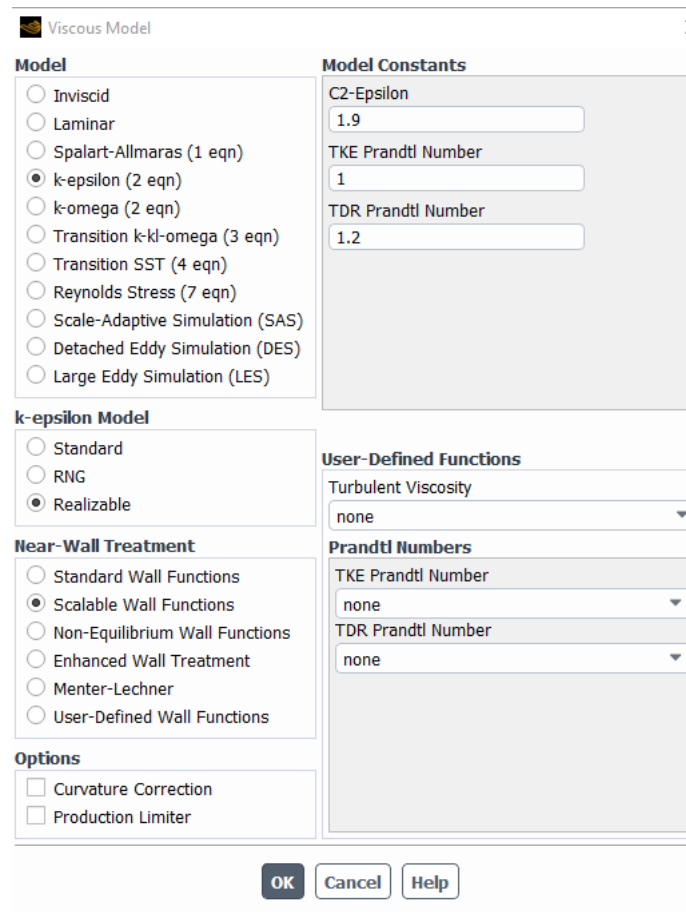 Viscous Model
Model
Inviscid
Laminar
Spalart-Allmaras (1 eqn)
k-epsilon (2 eqn)
k-omega (2 eqn)
Transition k-kl-omega (3 eqn)
Transition SST (4 eqn)
Reynolds Stress (7 eqn)
Scale-Adaptive Simulation (SAS)
Detached Eddy Simulation (DES)
Large Eddy Simulation (LES)
k-epsilon Model
Standard
RNG
Realizable
Near-Wall Treatment
Standard Wall Functions
Scalable Wall Functions
Non-Equilibrium Wall Functions
Enhanced Wall Treatment
Menter-Lechner
User-Defined Wall Functions
Options
Curvature Correction
Production Limiter
Model Constants
C2-Epsilon
1.9
TKE Prandtl Number
1
TDR Prandtl Number
1.2
User-Defined Functions
Turbulent Viscosity
none
Prandtl Numbers
TKE Prandtl Number
none
TDR Prandtl Number
none
OK
Cancel
Help